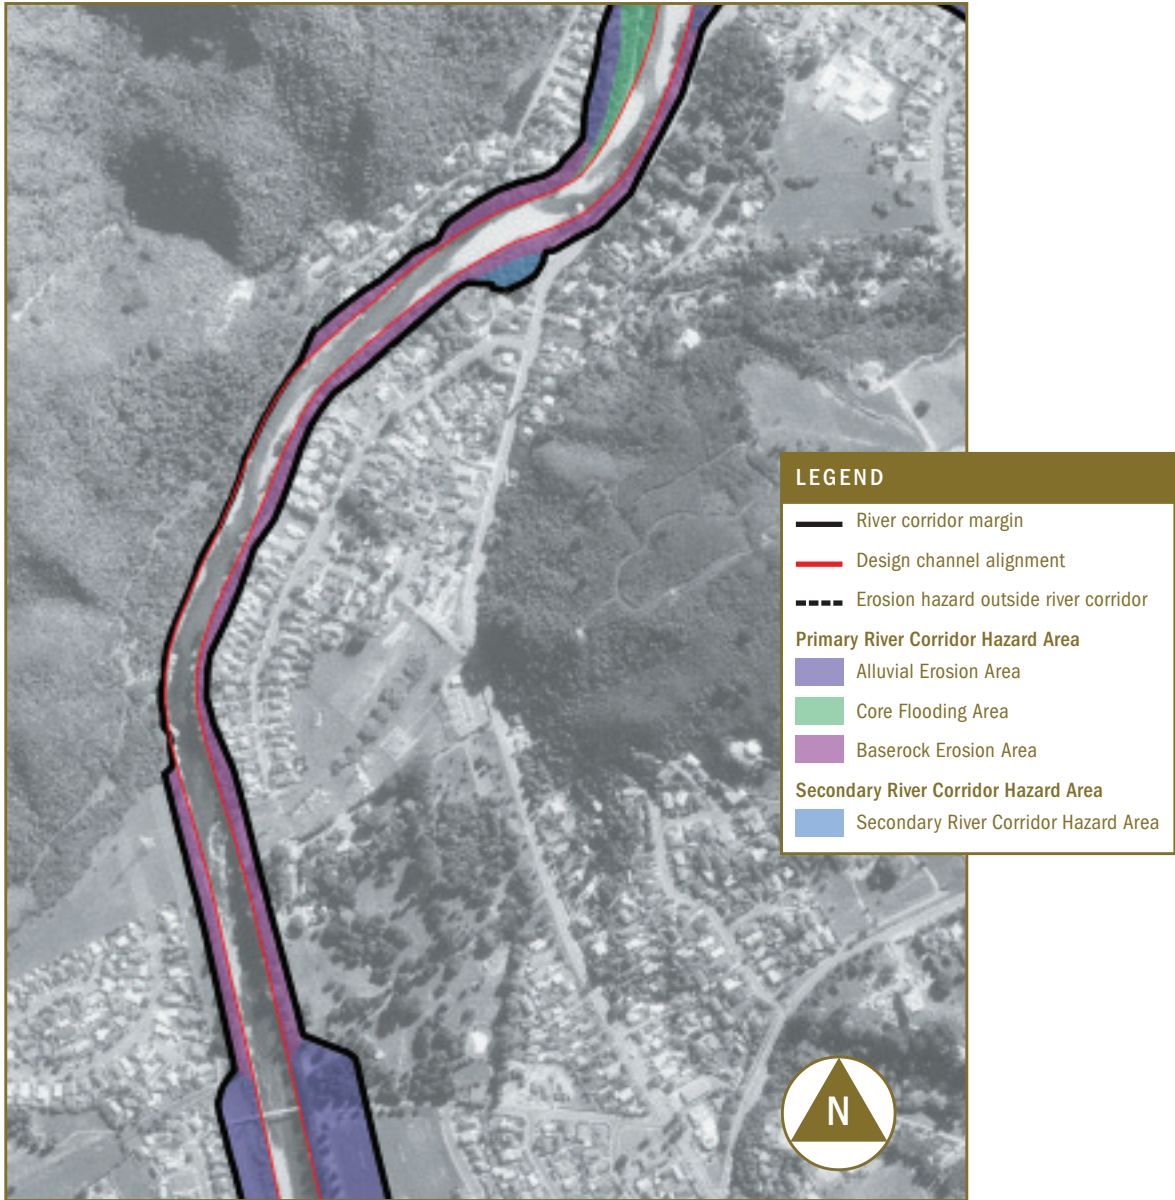 LEGEND
River corridor margin
Design channel alignment
Erosion hazard outside river corridor
Primary River Corridor Hazard Area
Alluvial Erosion Area
Core Flooding Area
Baserock Erosion Area
Secondary River Corridor Hazard Area
Secondary River Corridor Hazard Area
N